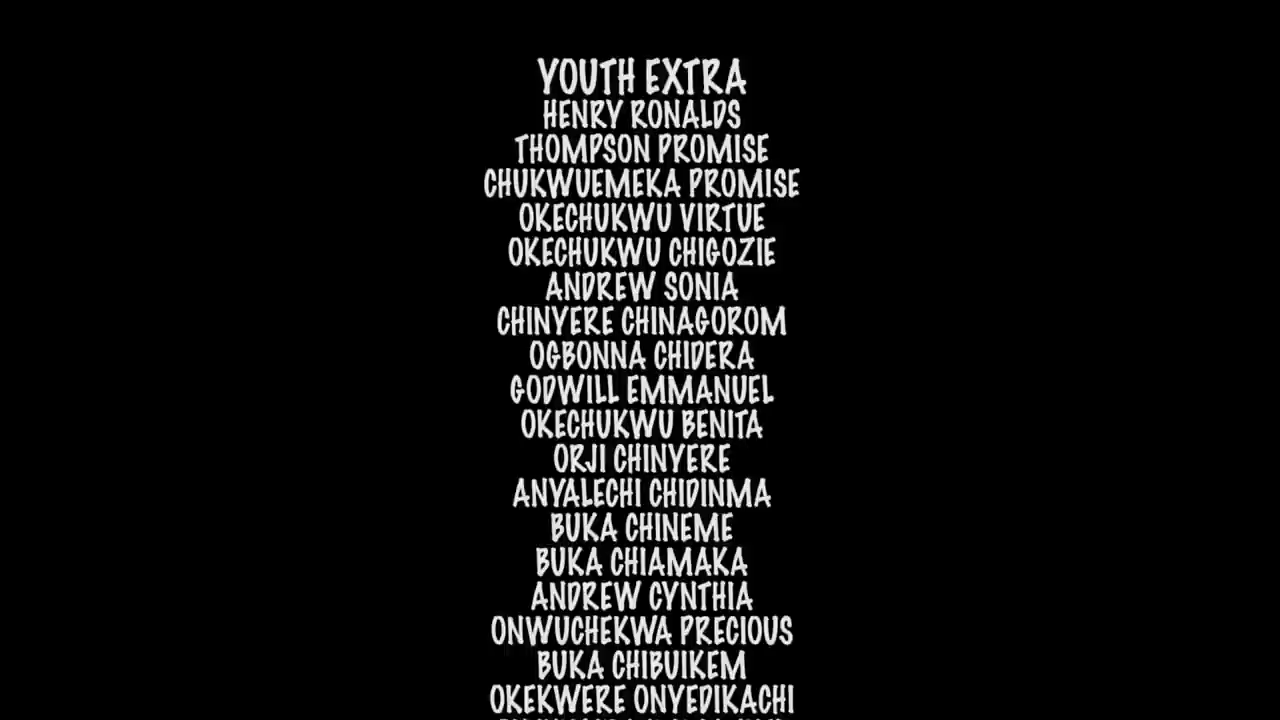 YOUTH EXTRA
HENRY RONALDS
THOMPSON PROMISE
CHUKWUEMEKA PROMISE
OKECHUKWU VIRTUE
OKECHUKWU CHIGOZIE
ANDREW SONIA
CHINYERE CHINAGOROM
OGBONNA CHIDERA
GODWILL EMMANUEL
OKECHUKWU BENITA
ORJI CHINYERE
ANYALECHI CHIDINMA
BUKA CHINEME
BUKA CHIAMAKA
ANDREW CYNTHIA
ONWUCHEKWA PRECIOUS
BUKA CHIBUIKEM
OKEKWERE ONYEDIKACHI